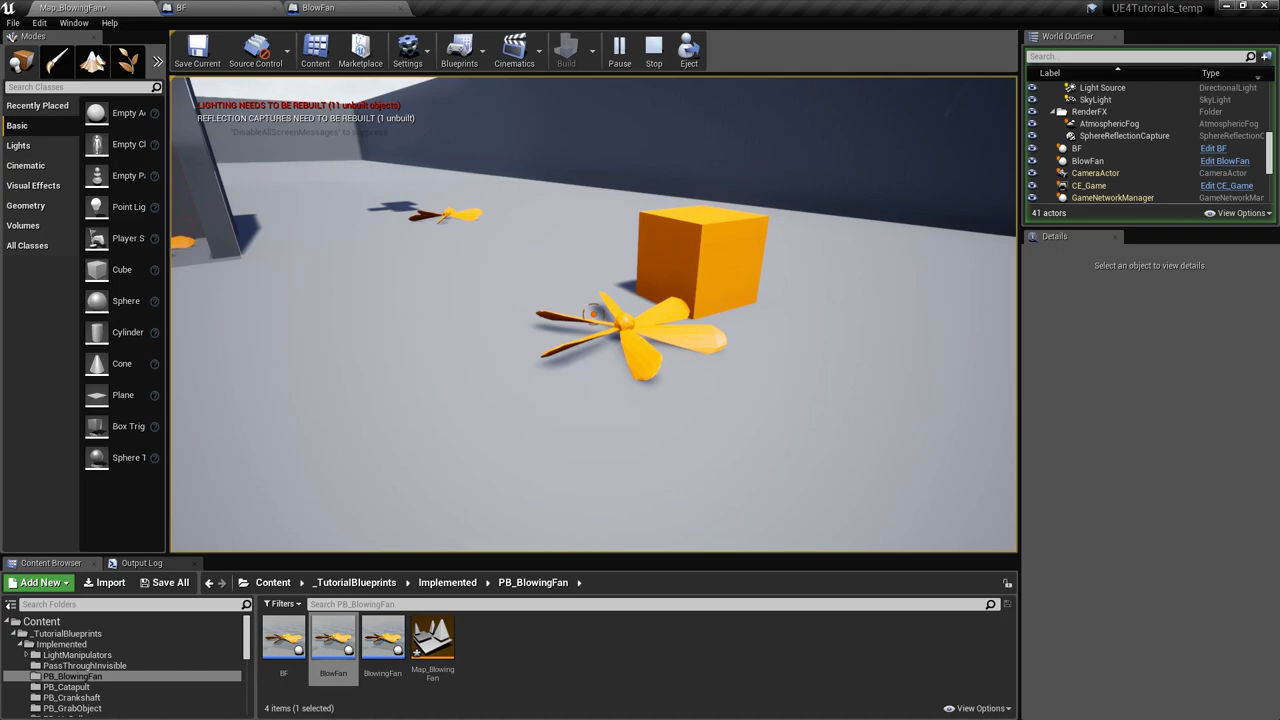 Map_BlowingFan*
BF
BlowFan
UE4Tutorials_temp
File
Edit
Window
Help
Modes
Save Current
Source Control
Content
Marketplace
Settings
Blueprints
Cinematics
Build
Pause
Stop
Eject
World Outliner
Search Classes
Recently Placed
Basic
Lights
Cinematic
Visual Effects
Geometry
Volumes
All Classes
Empty A
Empty C
Empty P
Point Lig
Player S
Cube
Sphere
Cylinder
Cone
Plane
Box Trig
Sphere T
LIGHTING NEEDS TO BE REBUILT (11 unbuilt objects)
REFLECTION CAPTURES NEED TO BE REBUILT (1 unbuilt)
'DisableAllScreenMessages' to suppress
Search...
Label
Type
Light Source
DirectionalLight
SkyLight
SkyLight
RenderFX
Folder
AtmosphericFog
AtmosphericFog
SphereReflectionCapture
SphereReflectionC
BF
Edit BF
BlowFan
Edit BlowFan
CameraActor
CameraActor
CE_Game
Edit CE_Game
GameNetworkManager
GameNetworkMar
41 actors
View Options
Details
Select an object to view details.
Content Browser
Output Log
Add New
Import
Save All
Content
_TutorialBlueprints
Implemented
PB_BlowingFan
Search Folders
Filters
Search PB_BlowingFan
Content
_TutorialBlueprints
Implemented
LightManipulators
PassThroughInvisible
PB_BlowingFan
PB_Catapult
PB_Crankshaft
PB_GrabObject
BF
BlowFan
BlowingFan
Map_Blowing
Fan
4 items (1 selected)
View Options